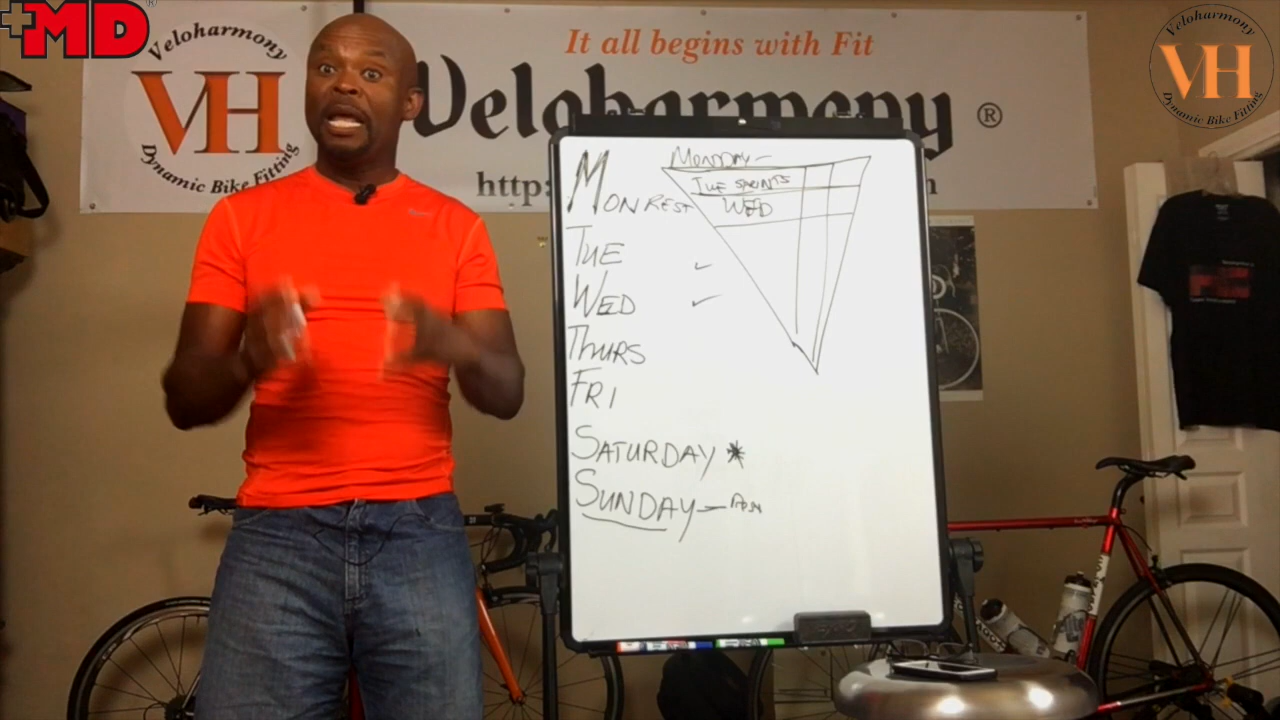 +MD®
Veloharmony
VH
Dynamic Bike Fitting
It all begins with Fit
Veloharmony ®
http:
Veloharmony
VH
Dynamic Bike Fitting
MONDAY-
TUE SPRINTS
WED
MON REST
TUE ✓
WED ✓
THURS
FRI
SATURDAY *
SUNDAY -